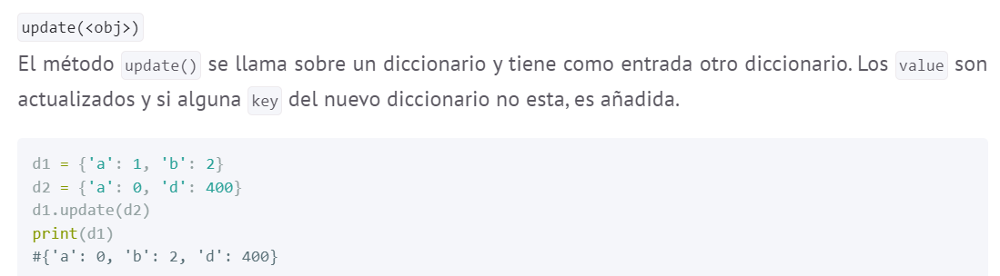 update(<obj>)
El método update() se llama sobre un diccionario y tiene como entrada otro diccionario. Los value son
actualizados y si alguna key del nuevo diccionario no esta, es añadida.
d1 = {'a': 1, 'b': 2}
d2 = {'a': 0, 'd': 400}
d1.update(d2)
print(d1)
#{'a': 0, 'b': 2, 'd': 400}